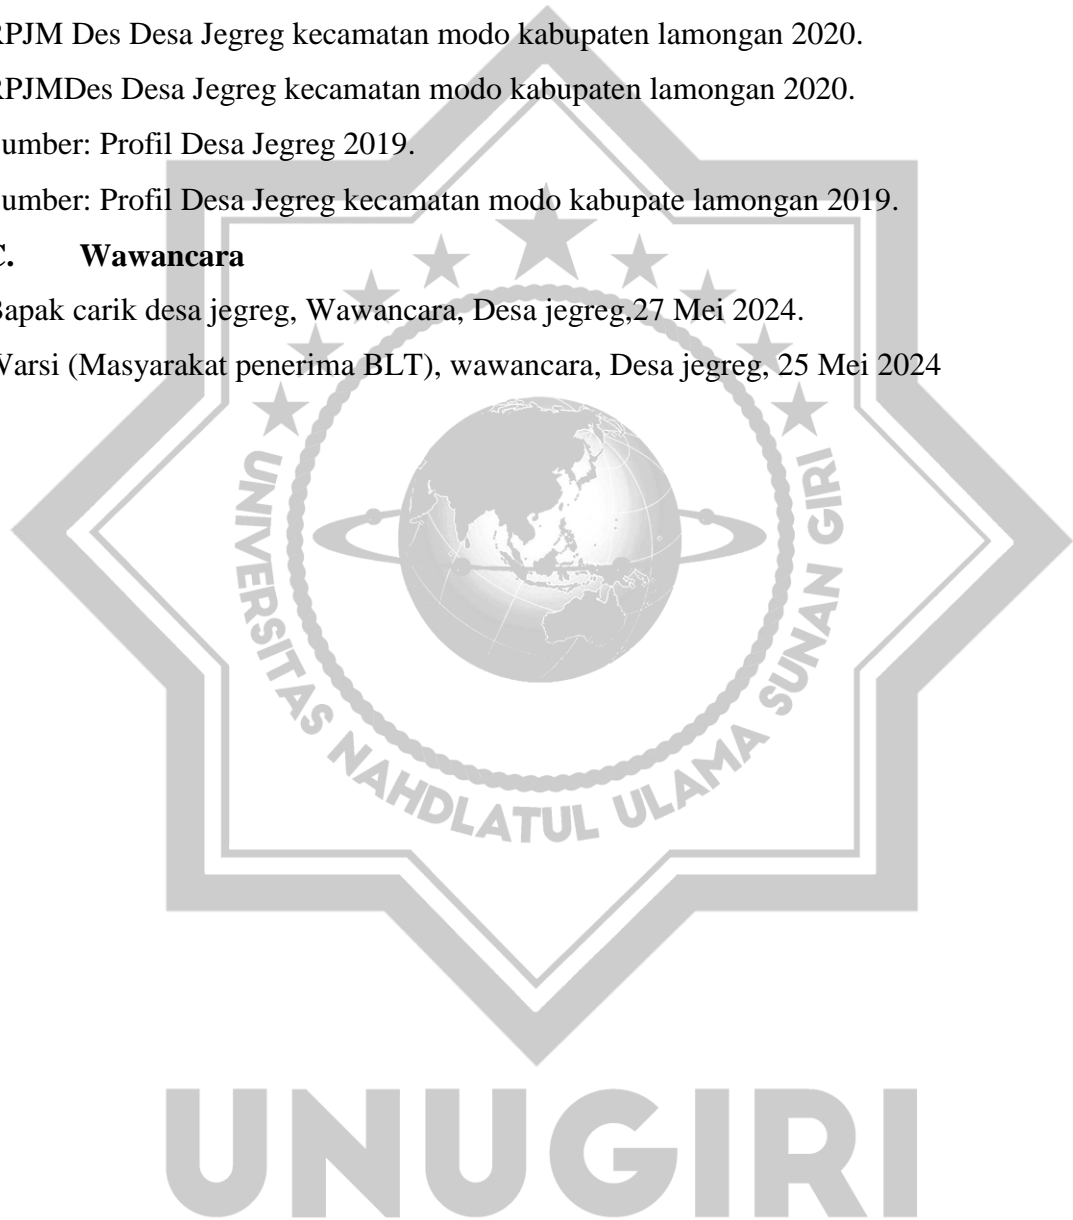 RPJM Des Desa Jegreg kecamatan modo kabupaten lamongan 2020.
RPJMDes Desa Jegreg kecamatan modo kabupaten lamongan 2020.
umber: Profil Desa Jegreg 2019.
umber: Profil Desa Jegreg kecamatan modo kabupate lamongan 2019.
C. Wawancara
Bapak carik desa jegreg, Wawancara, Desa jegreg,27 Mei 2024.
Warsi (Masyarakat penerima BLT), wawancara, Desa jegreg, 25 Mei 2024
UNIVERSITAS NAHDLATUL ULAMA SUNAN GIRI
UNUGIRI